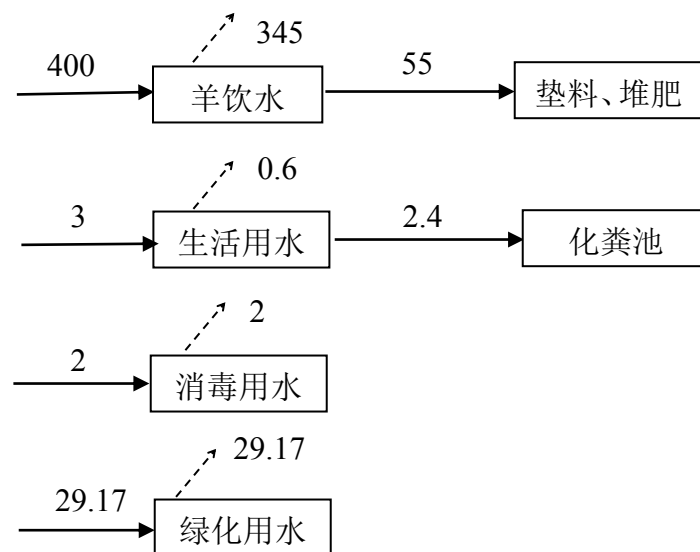 345
400
羊饮水
55
垫料、堆肥
0.6
3
生活用水
2.4
化粪池
2
2
消毒用水
29.17
29.17
绿化用水